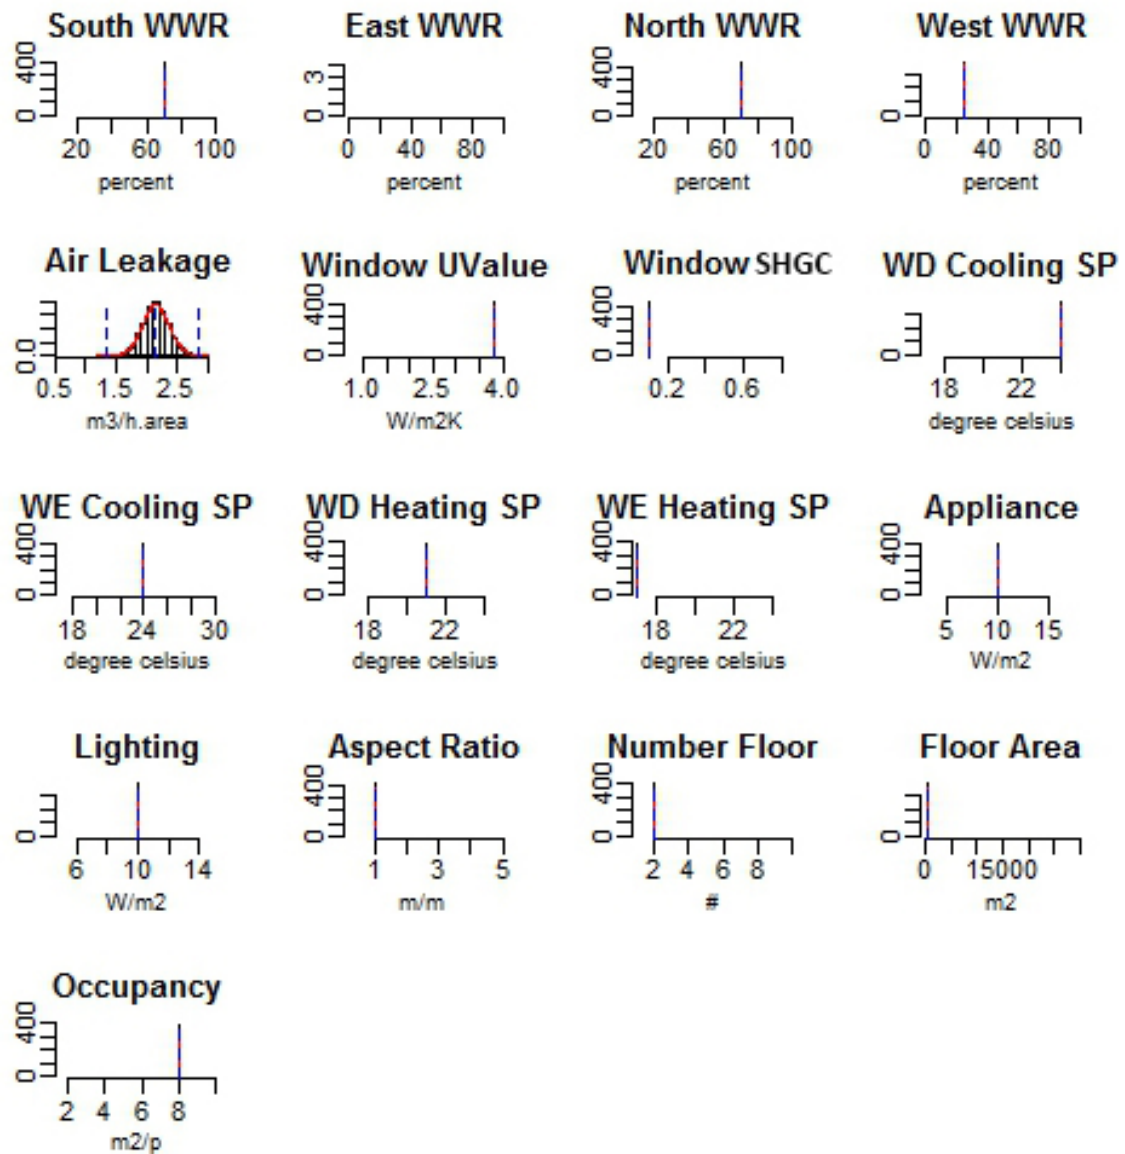 South WWR
East WWR
North WWR
West WWR
0 400
0 3
0 400
0
20 60 100
0 40 80
20 60 100
0 40 80
percent
percent
percent
percent
Air Leakage
Window UValue
Window SHGC
WD Cooling SP
0.0
0 400
0 400
0
0.5 1.5 2.5
1.0 2.5 4.0
0.2 0.6
18 22
m3/h.area
W/m2K
degree celsius
WE Cooling SP
WD Heating SP
WE Heating SP
Appliance
0 400
0 400
0 400
0 400
18 24 30
18 22
18 22
5 10 15
degree celsius
degree celsius
degree celsius
W/m2
Lighting
Aspect Ratio
Number Floor
Floor Area
0
0 400
0 400
0
6 10 14
1 3 5
2 4 6 8
0 15000
W/m2
m/m
#
m2
Occupancy
0 400
2 4 6 8
m2/p